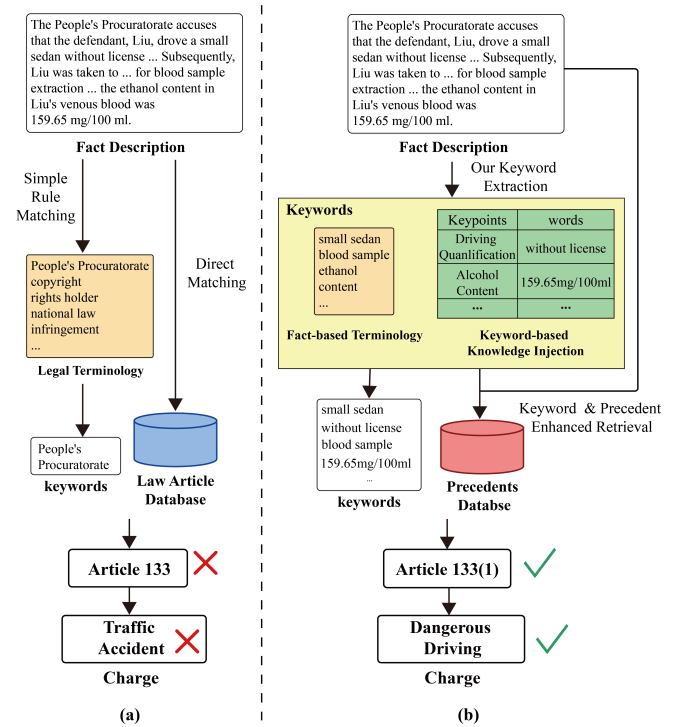 The People's Procuratorate accuses
that the defendant, Liu, drove a small
sedan without license ... Subsequently,
Liu was taken to ... for blood sample
extraction ... the ethanol content in
Liu's venous blood was
159.65 mg/100 ml.
Fact Description
Simple
Rule
Matching
Direct
Matching
People's Procuratorate
copyright
rights holder
national law
infringement
...
Legal Terminology
People's
Procuratorate
keywords
Law Article
Database
Article 133
Traffic
Accident
Charge
(a)
The People's Procuratorate accuses
that the defendant, Liu, drove a small
sedan without license ... Subsequently,
Liu was taken to ... for blood sample
extraction ... the ethanol content in
Liu's venous blood was
159.65 mg/100 ml.
Fact Description
Our Keyword
Extraction
Keywords
small sedan
blood sample
ethanol
content
...
Fact-based Terminology
Keypoints words
Driving
Quanlification without license
Alcohol
Content 159.65mg/100ml
... ...
Keyword-based
Knowledge Injection
small sedan
without license
blood sample
159.65mg/100ml
...
keywords
Keyword & Precedent
Enhanced Retrieval
Precedents
Databse
Article 133(1)
Dangerous
Driving
Charge
(b)